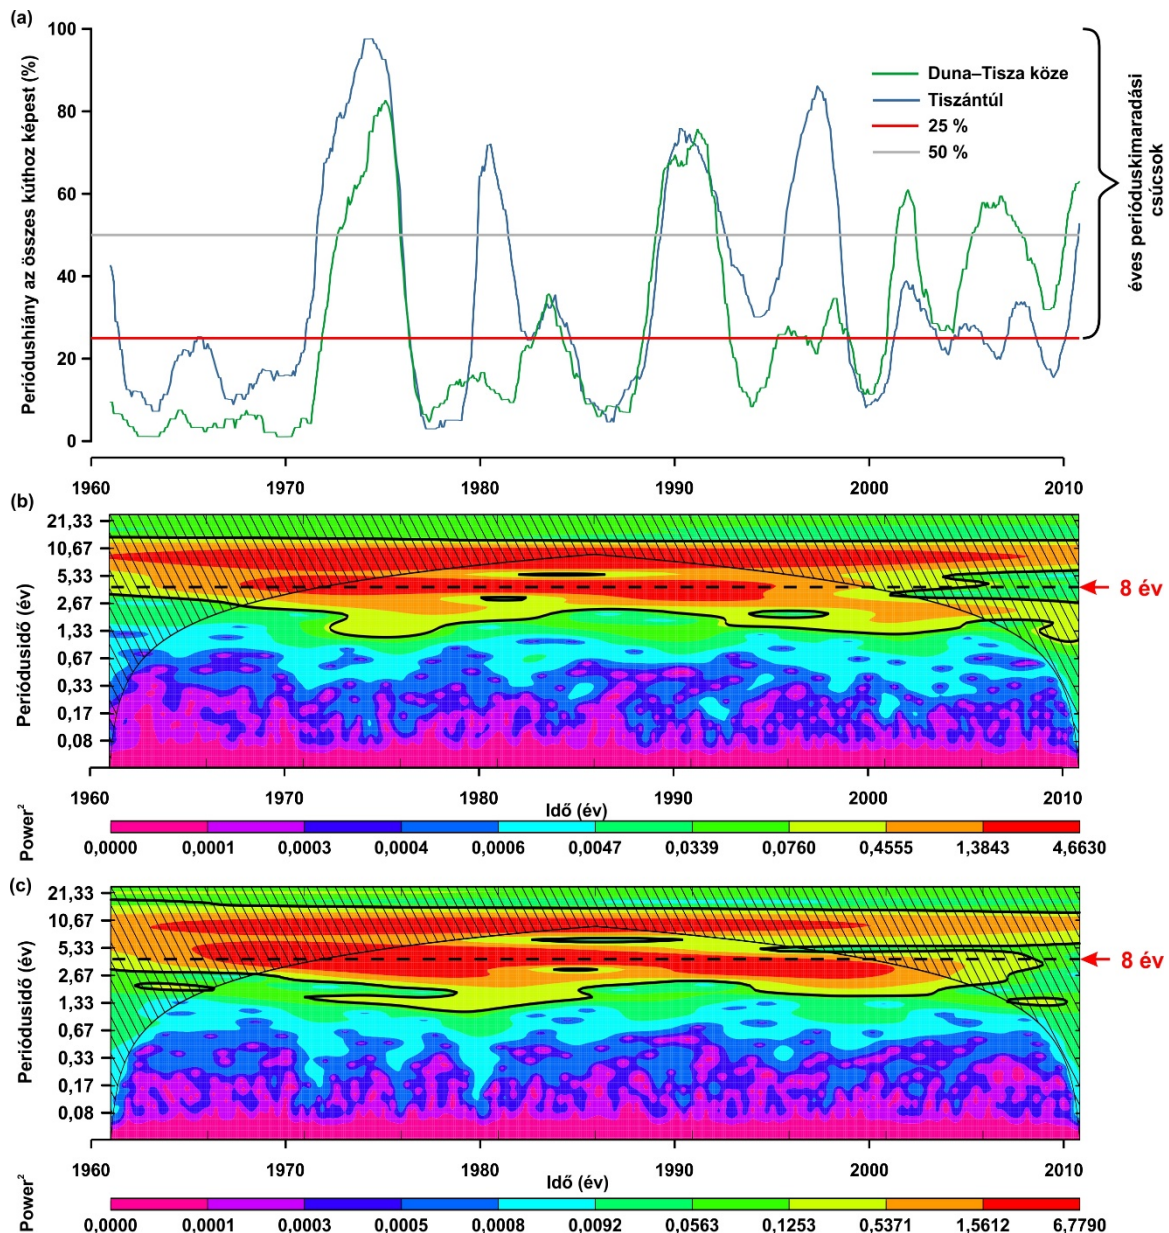 (a)
Periódushiány az összes kúthoz képest (%)
100
80
60
40
20
0
Duna–Tisza köze
Tiszántúl
25 %
50 %
éves perióduskimaradási
csúcsok
1960 1970 1980 1990 2000 2010
(b)
Periódusidő (év)
21,33
10,67
5,33
2,67
1,33
0,67
0,33
0,17
0,08
8 év
1960 1970 1980 1990 2000 2010
Idő (év)
Power²
0,0000 0,0001 0,0003 0,0004 0,0006 0,0047 0,0339 0,0760 0,4555 1,3843 4,6630
(c)
Periódusidő (év)
21,33
10,67
5,33
2,67
1,33
0,67
0,33
0,17
0,08
8 év
1960 1970 1980 1990 2000 2010
Idő (év)
Power²
0,0000 0,0001 0,0003 0,0005 0,0008 0,0092 0,0563 0,1253 0,5371 1,5612 6,7790